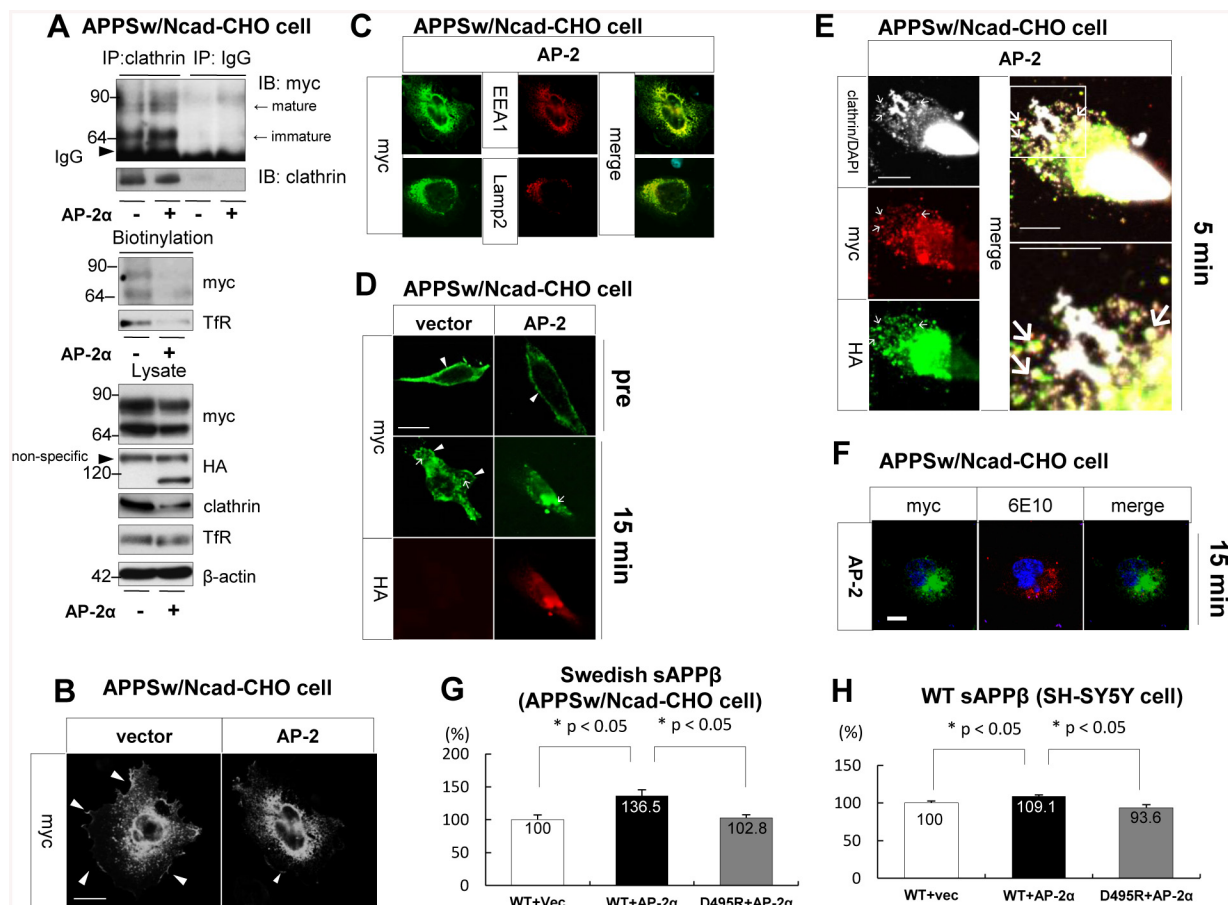 A
APPSw/Ncad-CHO cell
IP:clathrin IP: IgG
IB: myc
90
← mature
64
← immature
IgG
IB: clathrin
AP-2α - + - +
Biotinylation
90
myc
64
TfR
AP-2α - +
Lysate
90
myc
64
non-specific
HA
120
clathrin
TfR
42
β-actin
AP-2α - +
B
APPSw/Ncad-CHO cell
vector AP-2
myc
C
APPSw/Ncad-CHO cell
AP-2
myc
EEA1
Lamp2
merge
D
APPSw/Ncad-CHO cell
vector AP-2
myc
HA
pre
15 min
E
APPSw/Ncad-CHO cell
AP-2
clathrin/DAPI
myc
HA
merge
5 min
F
APPSw/Ncad-CHO cell
myc 6E10 merge
AP-2
15 min
G
Swedish sAPPβ
(APPSw/Ncad-CHO cell)
(%)
* p < 0.05 * p < 0.05
200
150
100
50
0
100
136.5
102.8
WT+Vec WT+AP-2α D495R+AP-2α
H
WT sAPPβ (SH-SY5Y cell)
(%)
* p < 0.05 * p < 0.05
150
100
50
0
100
109.1
93.6
WT+vec WT+AP-2α D495R+AP-2α